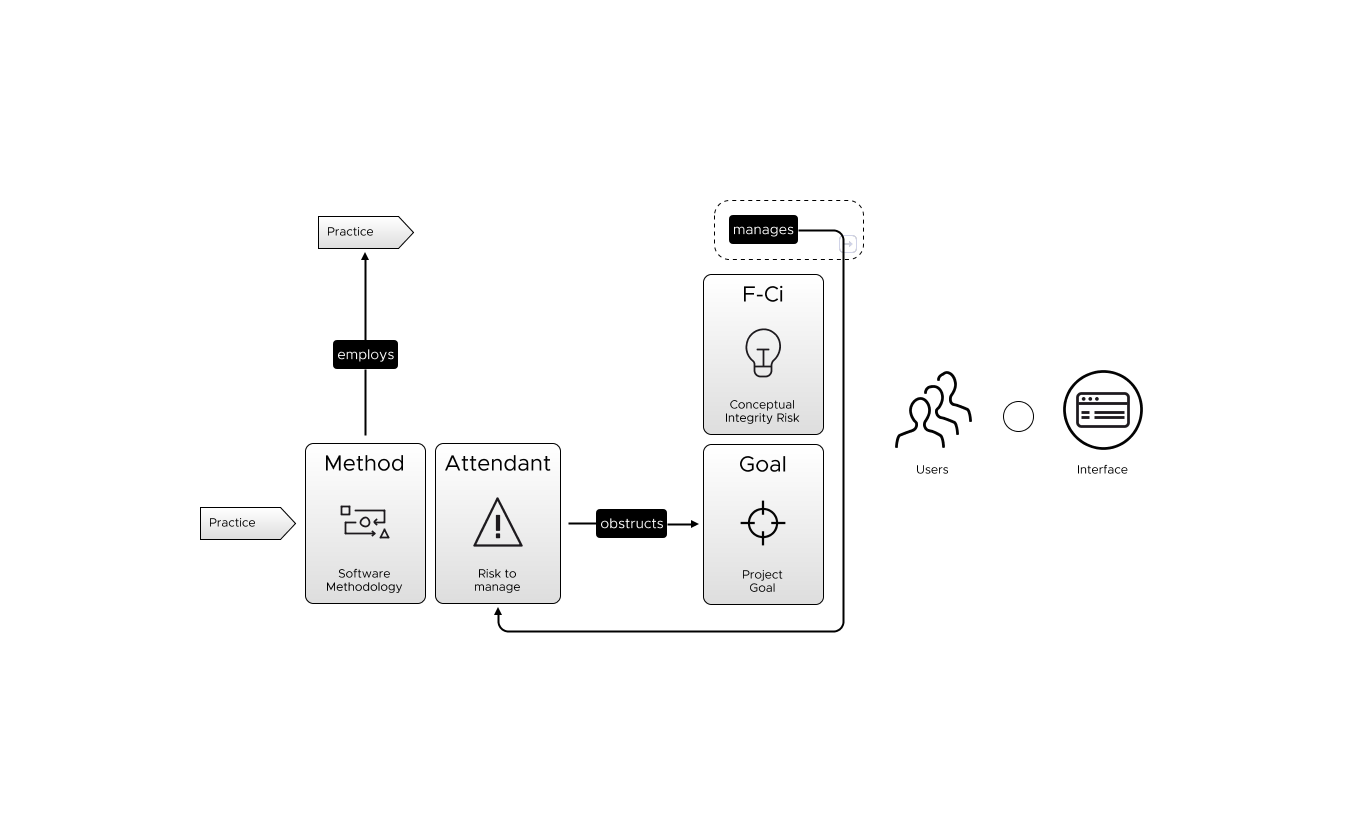 Practice
manages
F-Ci
Conceptual
Integrity Risk
employs
Users
Interface
Method
Attendant
Goal
Practice
obstructs
Software
Methodology
Risk to
manage
Project
Goal